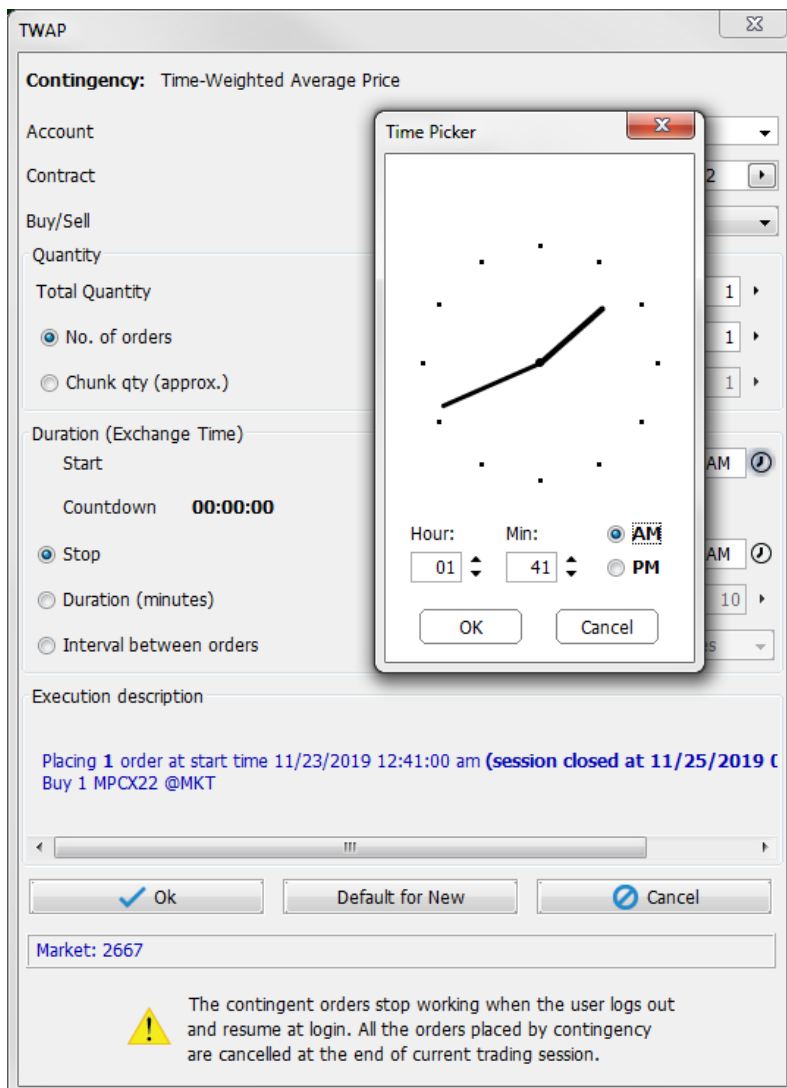 TWAP
Contingency: Time-Weighted Average Price
Account
Contract
2
Buy/Sell
Quantity
Total Quantity
1
No. of orders
1
Chunk qty (approx.)
1
Duration (Exchange Time)
Start
AM
Countdown 00:00:00
Stop
AM
Duration (minutes)
10
Interval between orders
Time Picker
Hour: Min: AM
01 41 PM
OK Cancel
Execution description
Placing 1 order at start time 11/23/2019 12:41:00 am (session closed at 11/25/2019
Buy 1 MPCX22 @MKT
Ok Default for New Cancel
Market: 2667
The contingent orders stop working when the user logs out
and resume at login. All the orders placed by contingency
are cancelled at the end of current trading session.